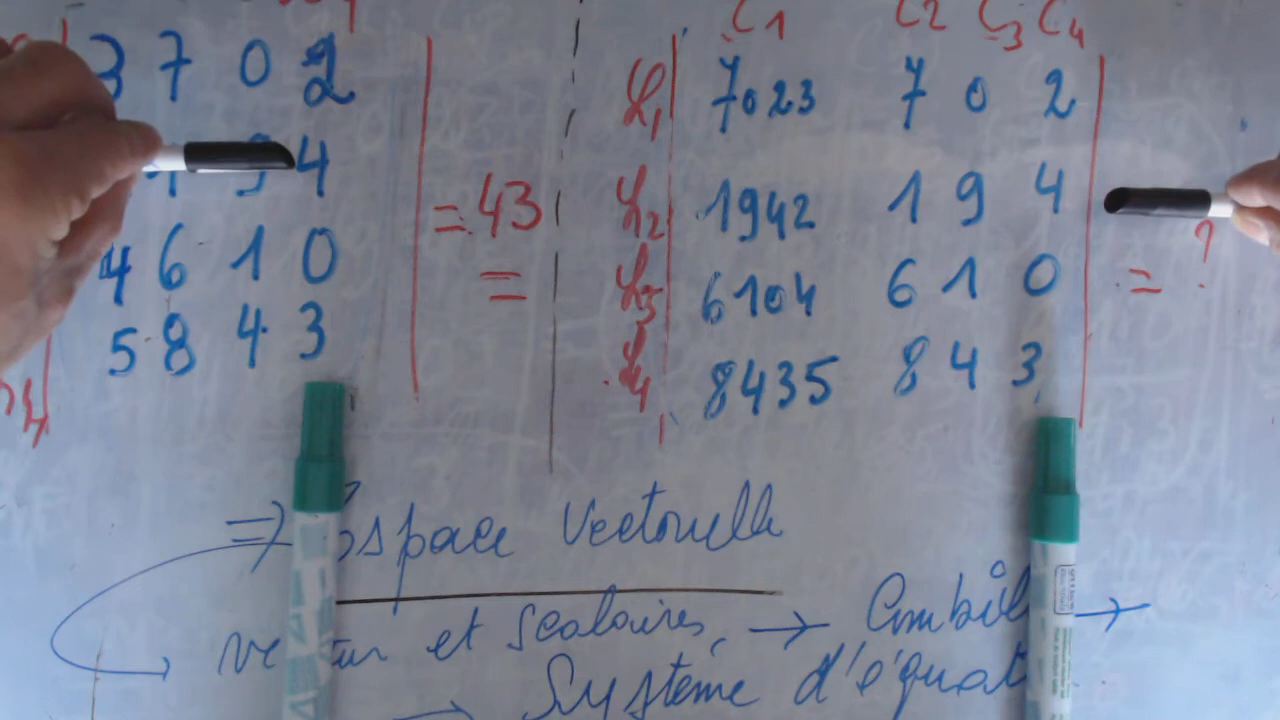 C1 C2 C3 C4
3 7 0 2
L1 7023 7 0 2
4
= 43
L2 1942 1 9 4
4 6 1 0
=
L3 6104 6 1 0
= ?
5 8 4 3
L4 8435 8 4 3
=> Espace Vectorielle
et scalaires →
Système